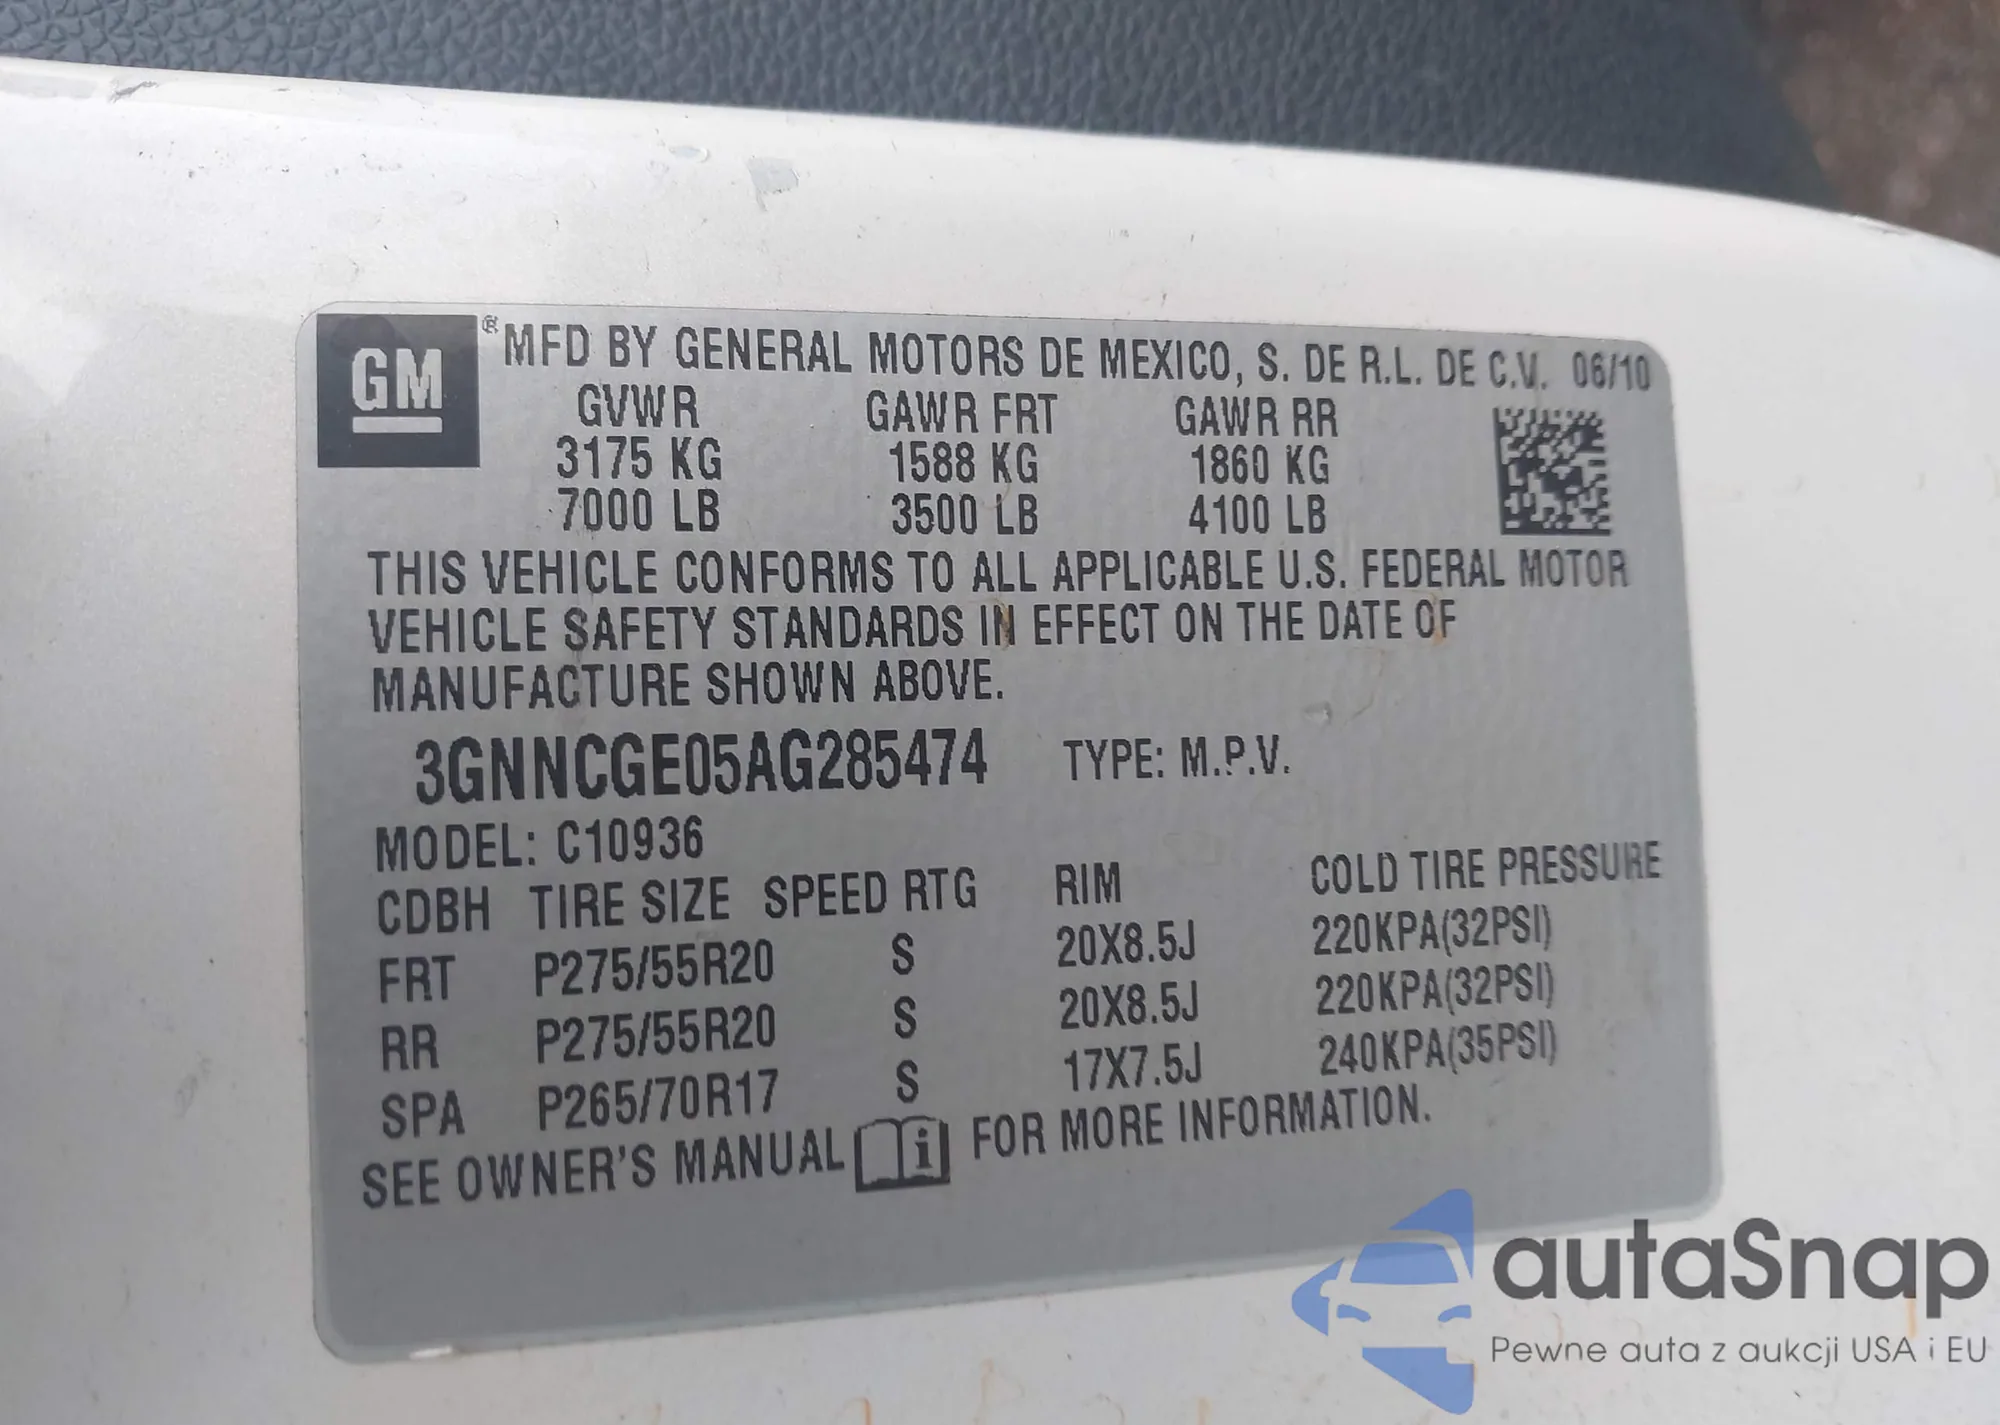 GM
® MFD BY GENERAL MOTORS DE MEXICO, S. DE R.L. DE C.V. 06/10
GVWR GAWR FRT GAWR RR
3175 KG 1588 KG 1860 KG
7000 LB 3500 LB 4100 LB
THIS VEHICLE CONFORMS TO ALL APPLICABLE U.S. FEDERAL MOTOR
VEHICLE SAFETY STANDARDS IN EFFECT ON THE DATE OF
MANUFACTURE SHOWN ABOVE.
3GNNCGE05AG285474 TYPE: M.P.V.
MODEL: C10936
CDBH TIRE SIZE SPEED RTG RIM COLD TIRE PRESSURE
FRT P275/55R20 S 20X8.5J 220KPA(32PSI)
RR P275/55R20 S 20X8.5J 220KPA(32PSI)
SPA P265/70R17 S 17X7.5J 240KPA(35PSI)
SEE OWNER'S MANUAL i FOR MORE INFORMATION.
autaSnap
Pewne auta z aukcji USA i EU